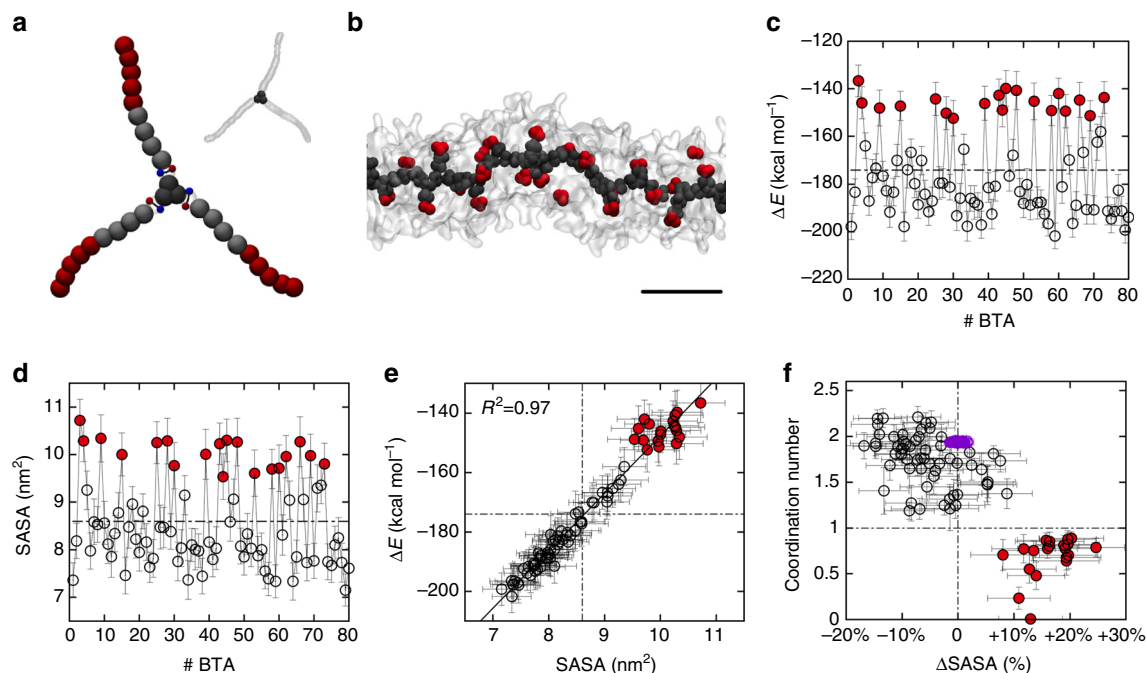 a
b
c
−120
−140
−160
−180
−200
−220
ΔE (kcal mol⁻¹)
0 10 20 30 40 50 60 70 80
# BTA
d
11
10
9
8
7
SASA (nm²)
0 10 20 30 40 50 60 70 80
# BTA
e
R²=0.97
−140
−160
−180
−200
ΔE (kcal mol⁻¹)
7 8 9 10 11
SASA (nm²)
f
2.5
2
1.5
1
0.5
0
Coordination number
−20% −10% 0 +10% +20% +30%
ΔSASA (%)